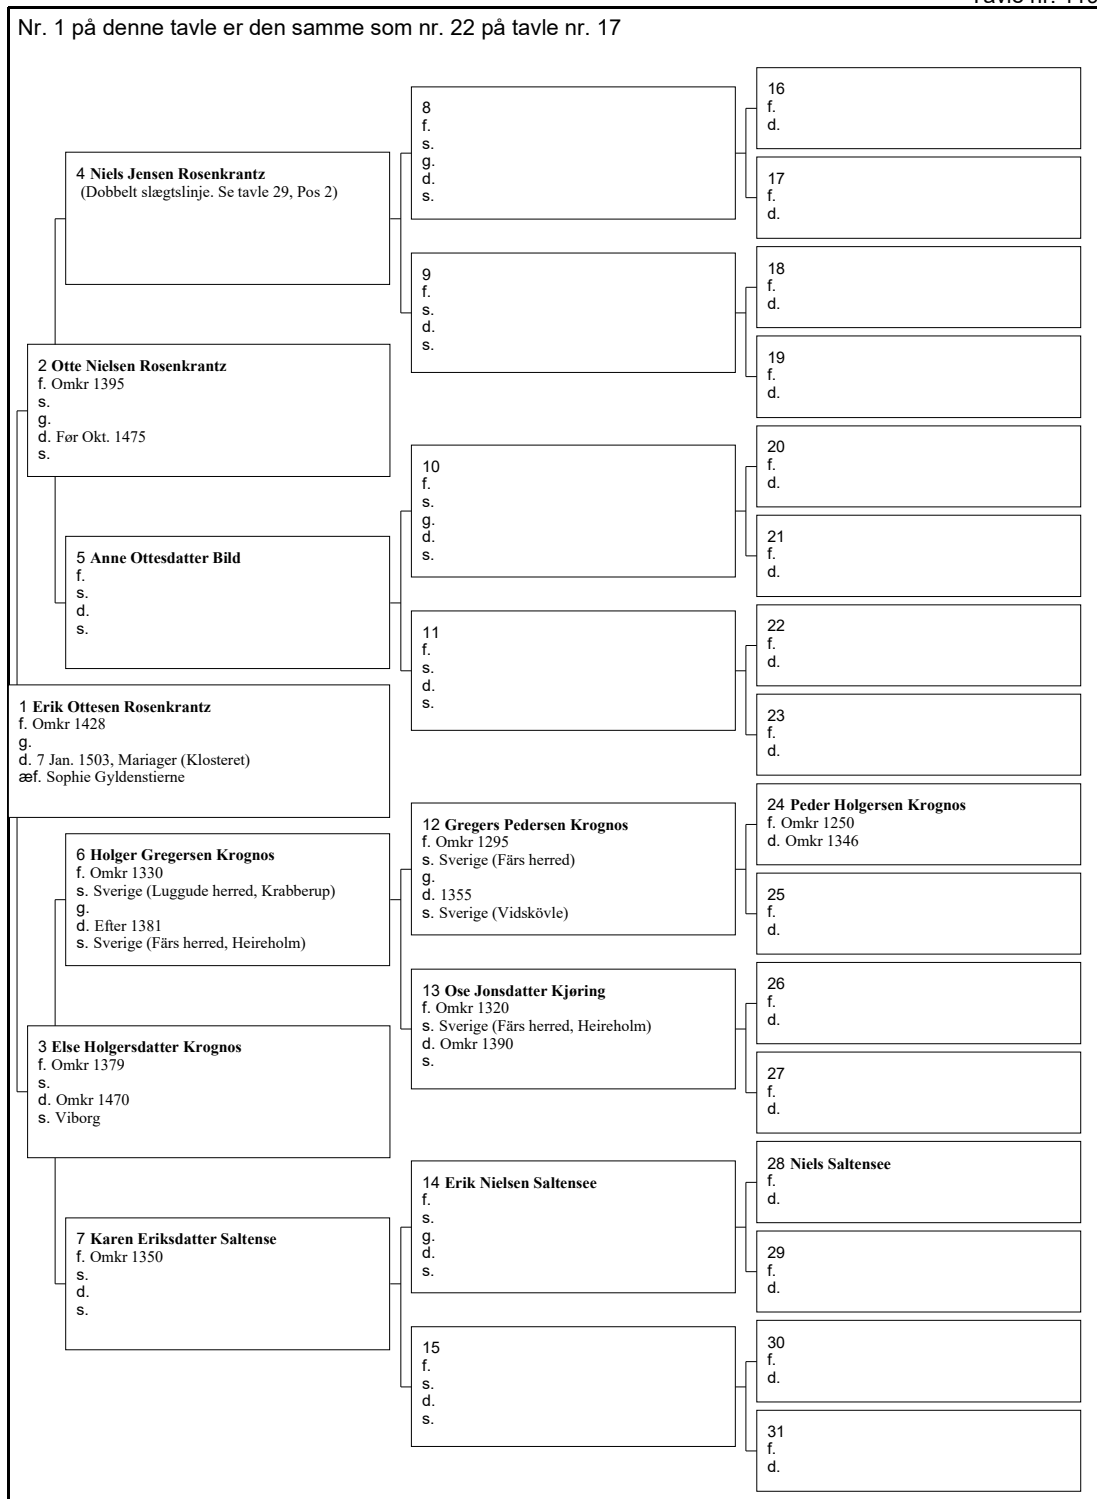 Nr. 1 på denne tavle er den samme som nr. 22 på tavle nr. 17
16
f.
d.
8
f.
s.
g.
d.
s.
4 Niels Jensen Rosenkrantz
(Dobbelt slægtslinje. Se tavle 29, Pos 2)
17
f.
d.
18
f.
d.
9
f.
s.
d.
s.
19
f.
d.
2 Otte Nielsen Rosenkrantz
f. Omkr 1395
s.
g.
d. Før Okt. 1475
s.
20
f.
d.
10
f.
s.
g.
d.
s.
21
f.
d.
5 Anne Ottesdatter Bild
f.
s.
d.
s.
22
f.
d.
11
f.
s.
d.
s.
23
f.
d.
1 Erik Ottesen Rosenkrantz
f. Omkr 1428
g.
d. 7 Jan. 1503, Mariager (Klosteret)
æf. Sophie Gyldenstierne
24 Peder Holgersen Krognos
f. Omkr 1250
d. Omkr 1346
12 Gregers Pedersen Krognos
f. Omkr 1295
s. Sverige (Färs herred)
g.
d. 1355
s. Sverige (Vidskövle)
6 Holger Gregersen Krognos
f. Omkr 1330
s. Sverige (Luggude herred, Krabberup)
g.
d. Efter 1381
s. Sverige (Färs herred, Heireholm)
25
f.
d.
26
f.
d.
13 Ose Jonsdatter Kjøring
f. Omkr 1320
s. Sverige (Färs herred, Heireholm)
d. Omkr 1390
s.
27
f.
d.
3 Else Holgersdatter Krognos
f. Omkr 1379
s.
d. Omkr 1470
s. Viborg
28 Niels Saltensee
f.
d.
14 Erik Nielsen Saltensee
f.
s.
g.
d.
s.
7 Karen Eriksdatter Saltense
f. Omkr 1350
s.
d.
s.
29
f.
d.
30
f.
d.
15
f.
s.
d.
s.
31
f.
d.